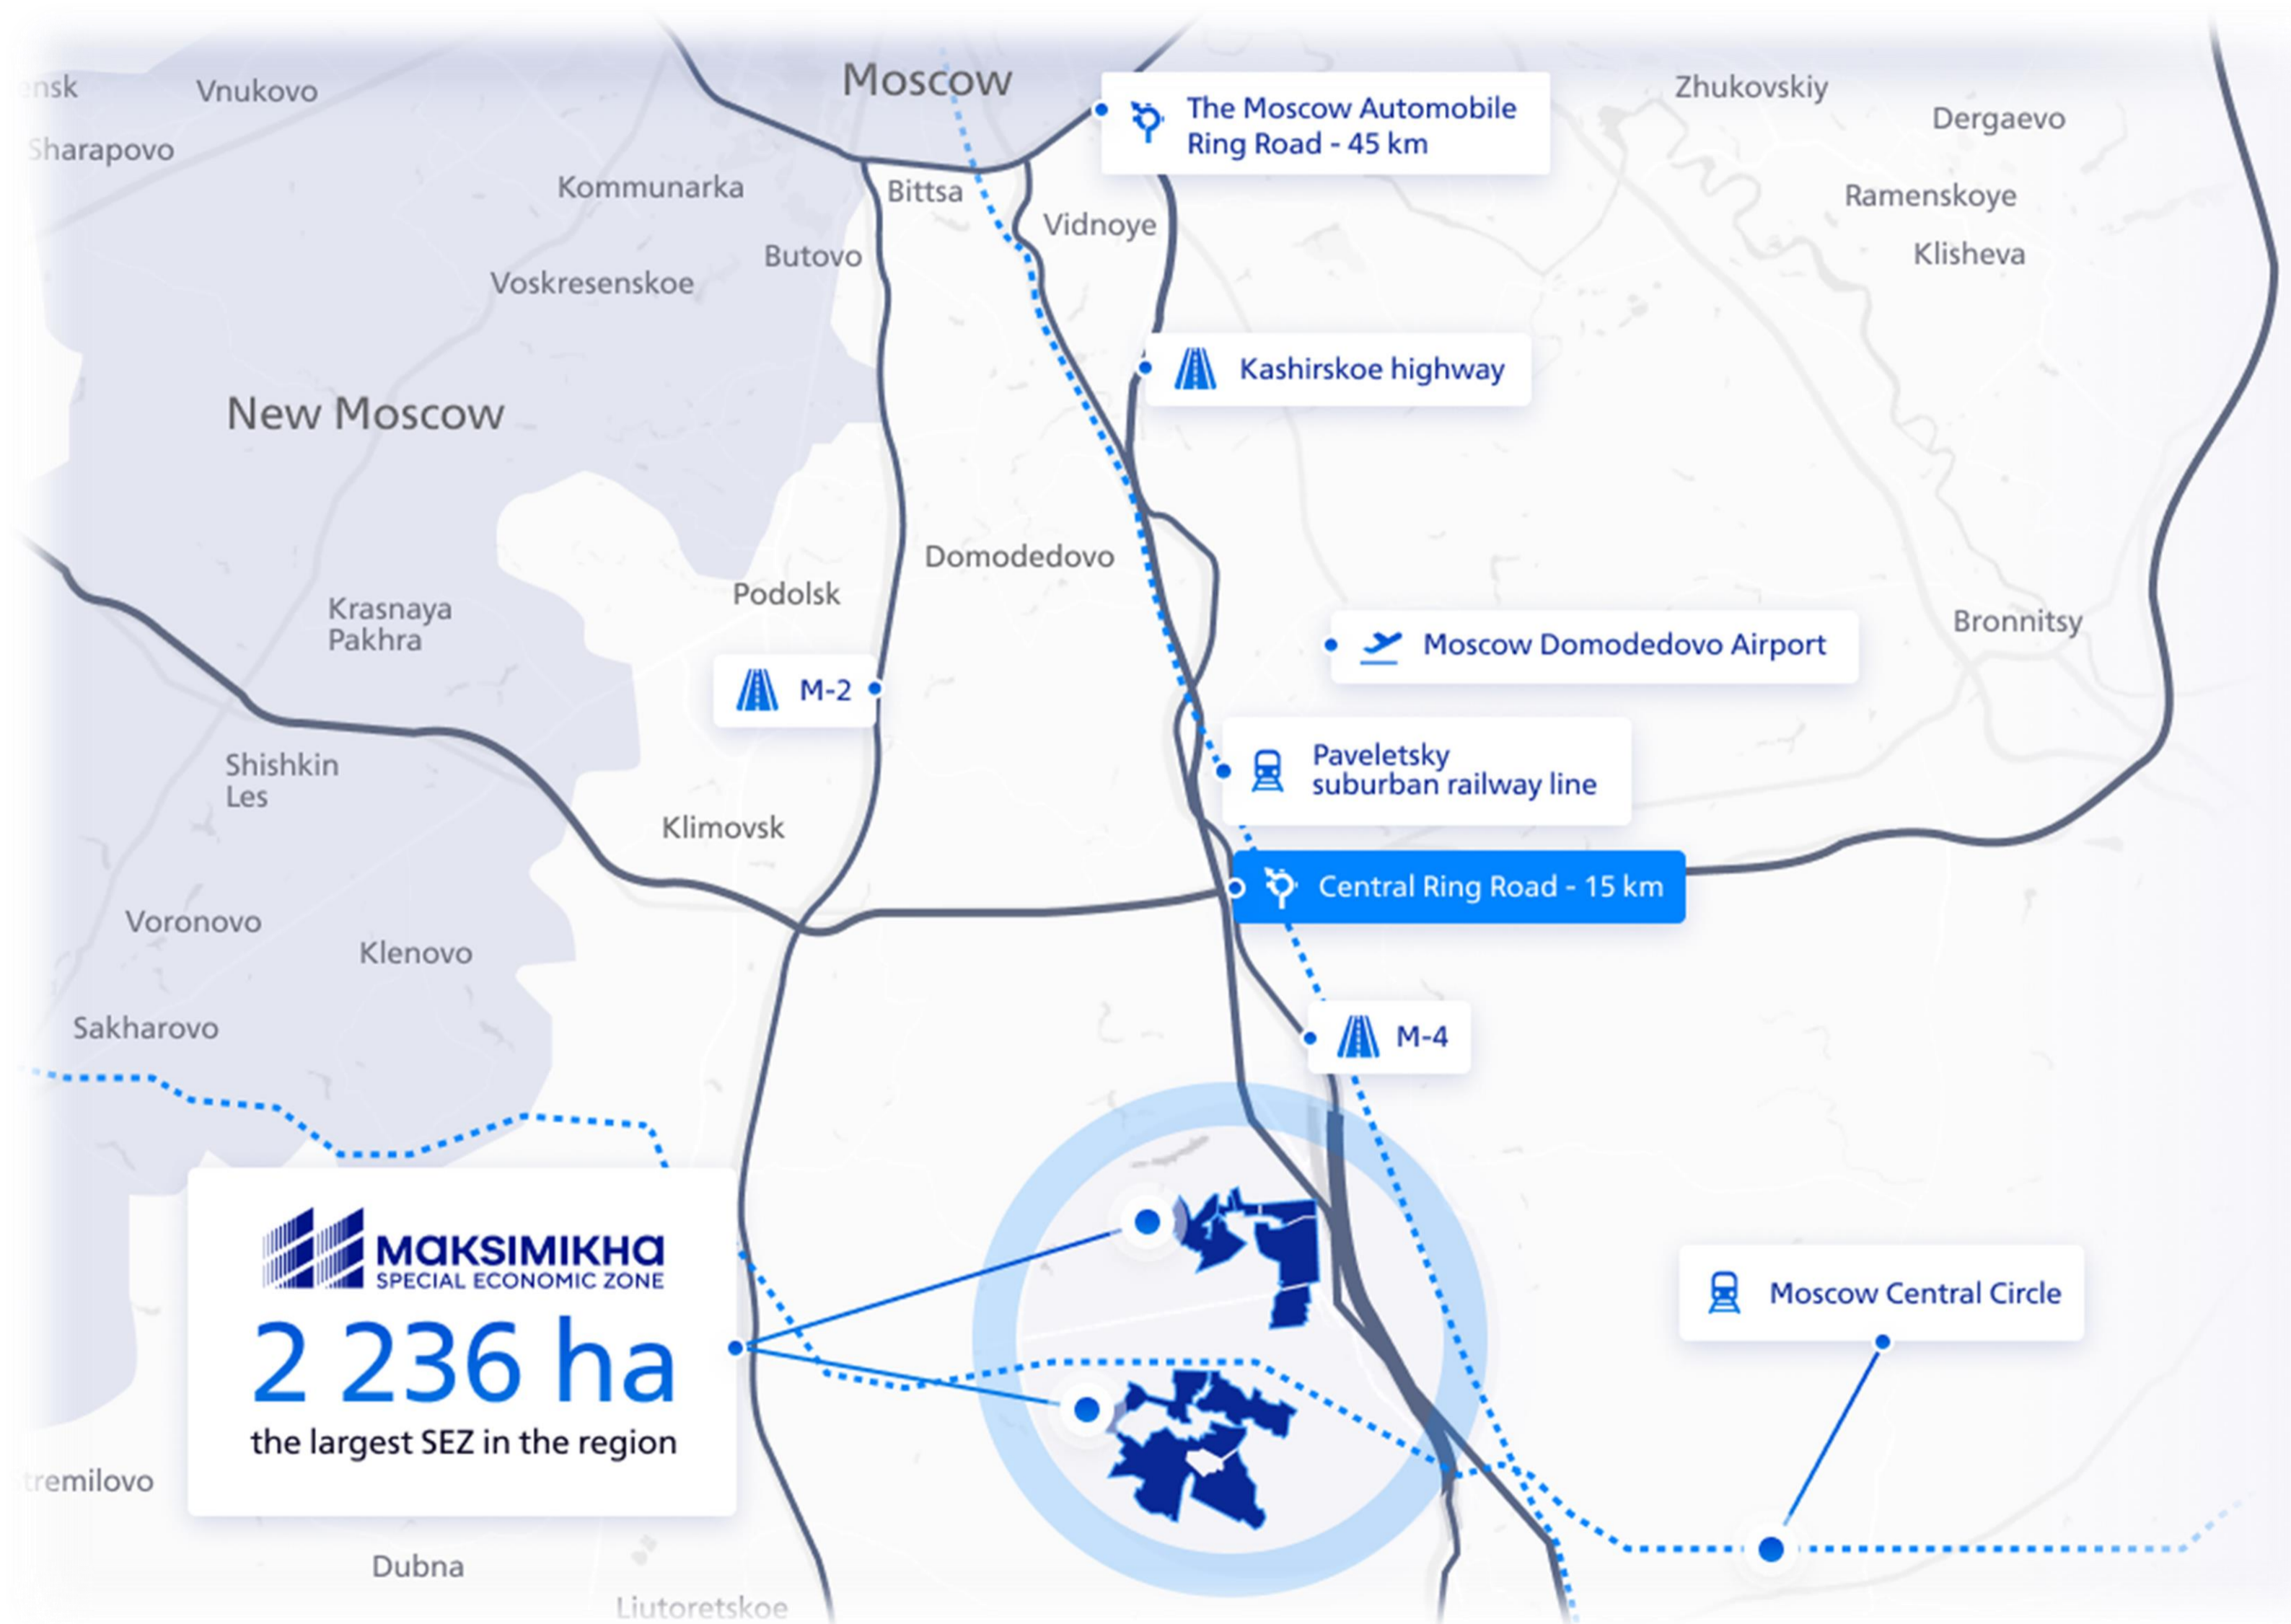 Moscow
The Moscow Automobile
Ring Road - 45 km
Zhukovskiy
Dergaevo
Vnukovo
Sharapovo
Kommunarka
Bittsa
Vidnoye
Ramenskoye
Klisheva
Butovo
Voskresenskoe
Kashirskoe highway
New Moscow
Domodedovo
Podolsk
Krasnaya
Pakhra
Bronnitsy
Moscow Domodedovo Airport
M-2
Paveletsky
suburban railway line
Shishkin
Les
Klimovsk
Central Ring Road - 15 km
Voronovo
Klenovo
Sakharovo
M-4
MAKSIMIKHA
SPECIAL ECONOMIC ZONE
2 236 ha
the largest SEZ in the region
Moscow Central Circle
tremilovo
Dubna
Liutoretskoe